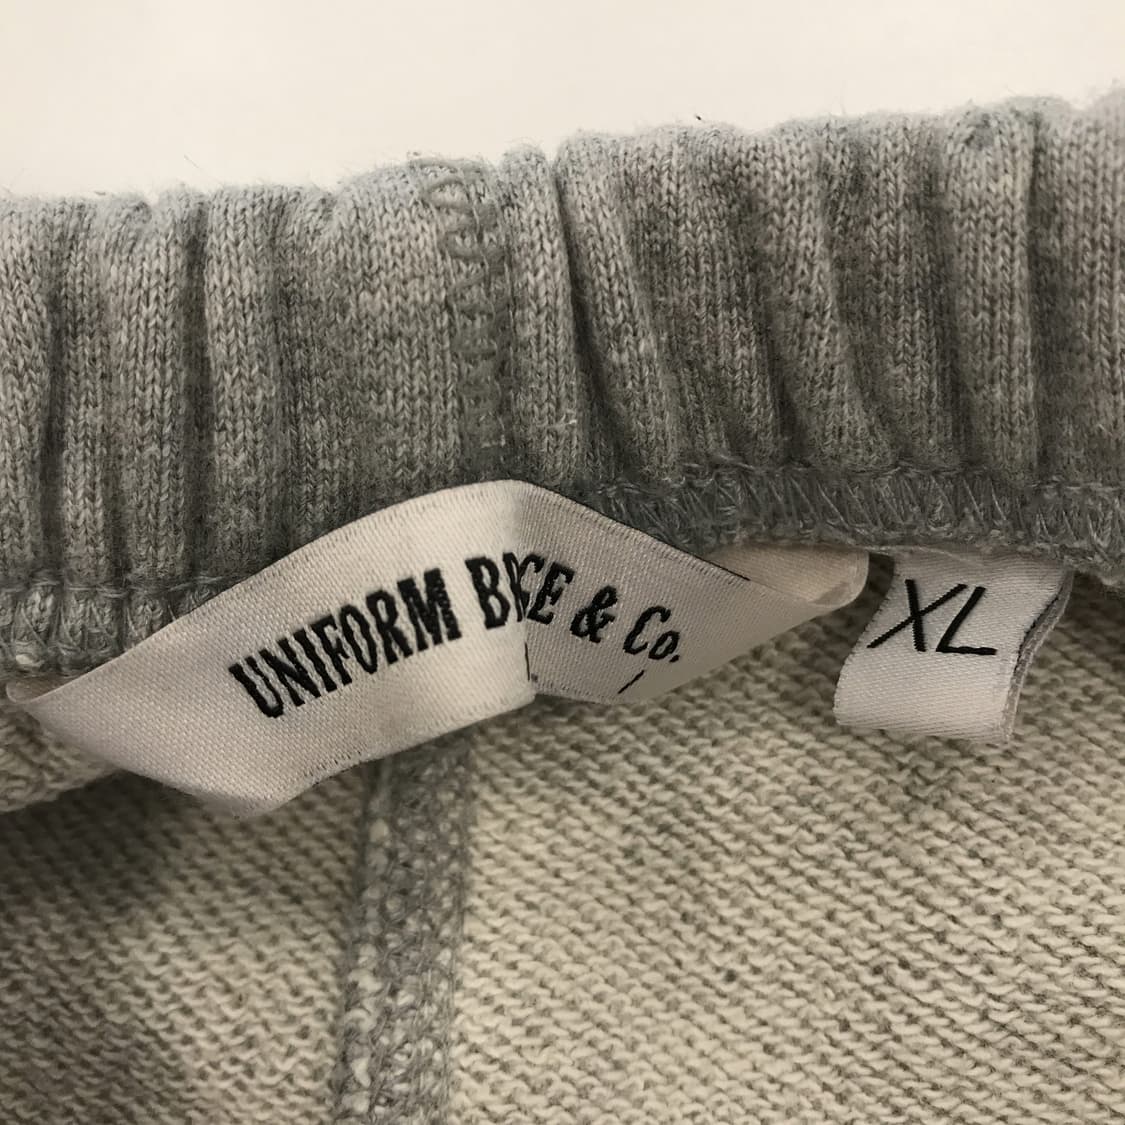 UNIFORM & Co.
XL